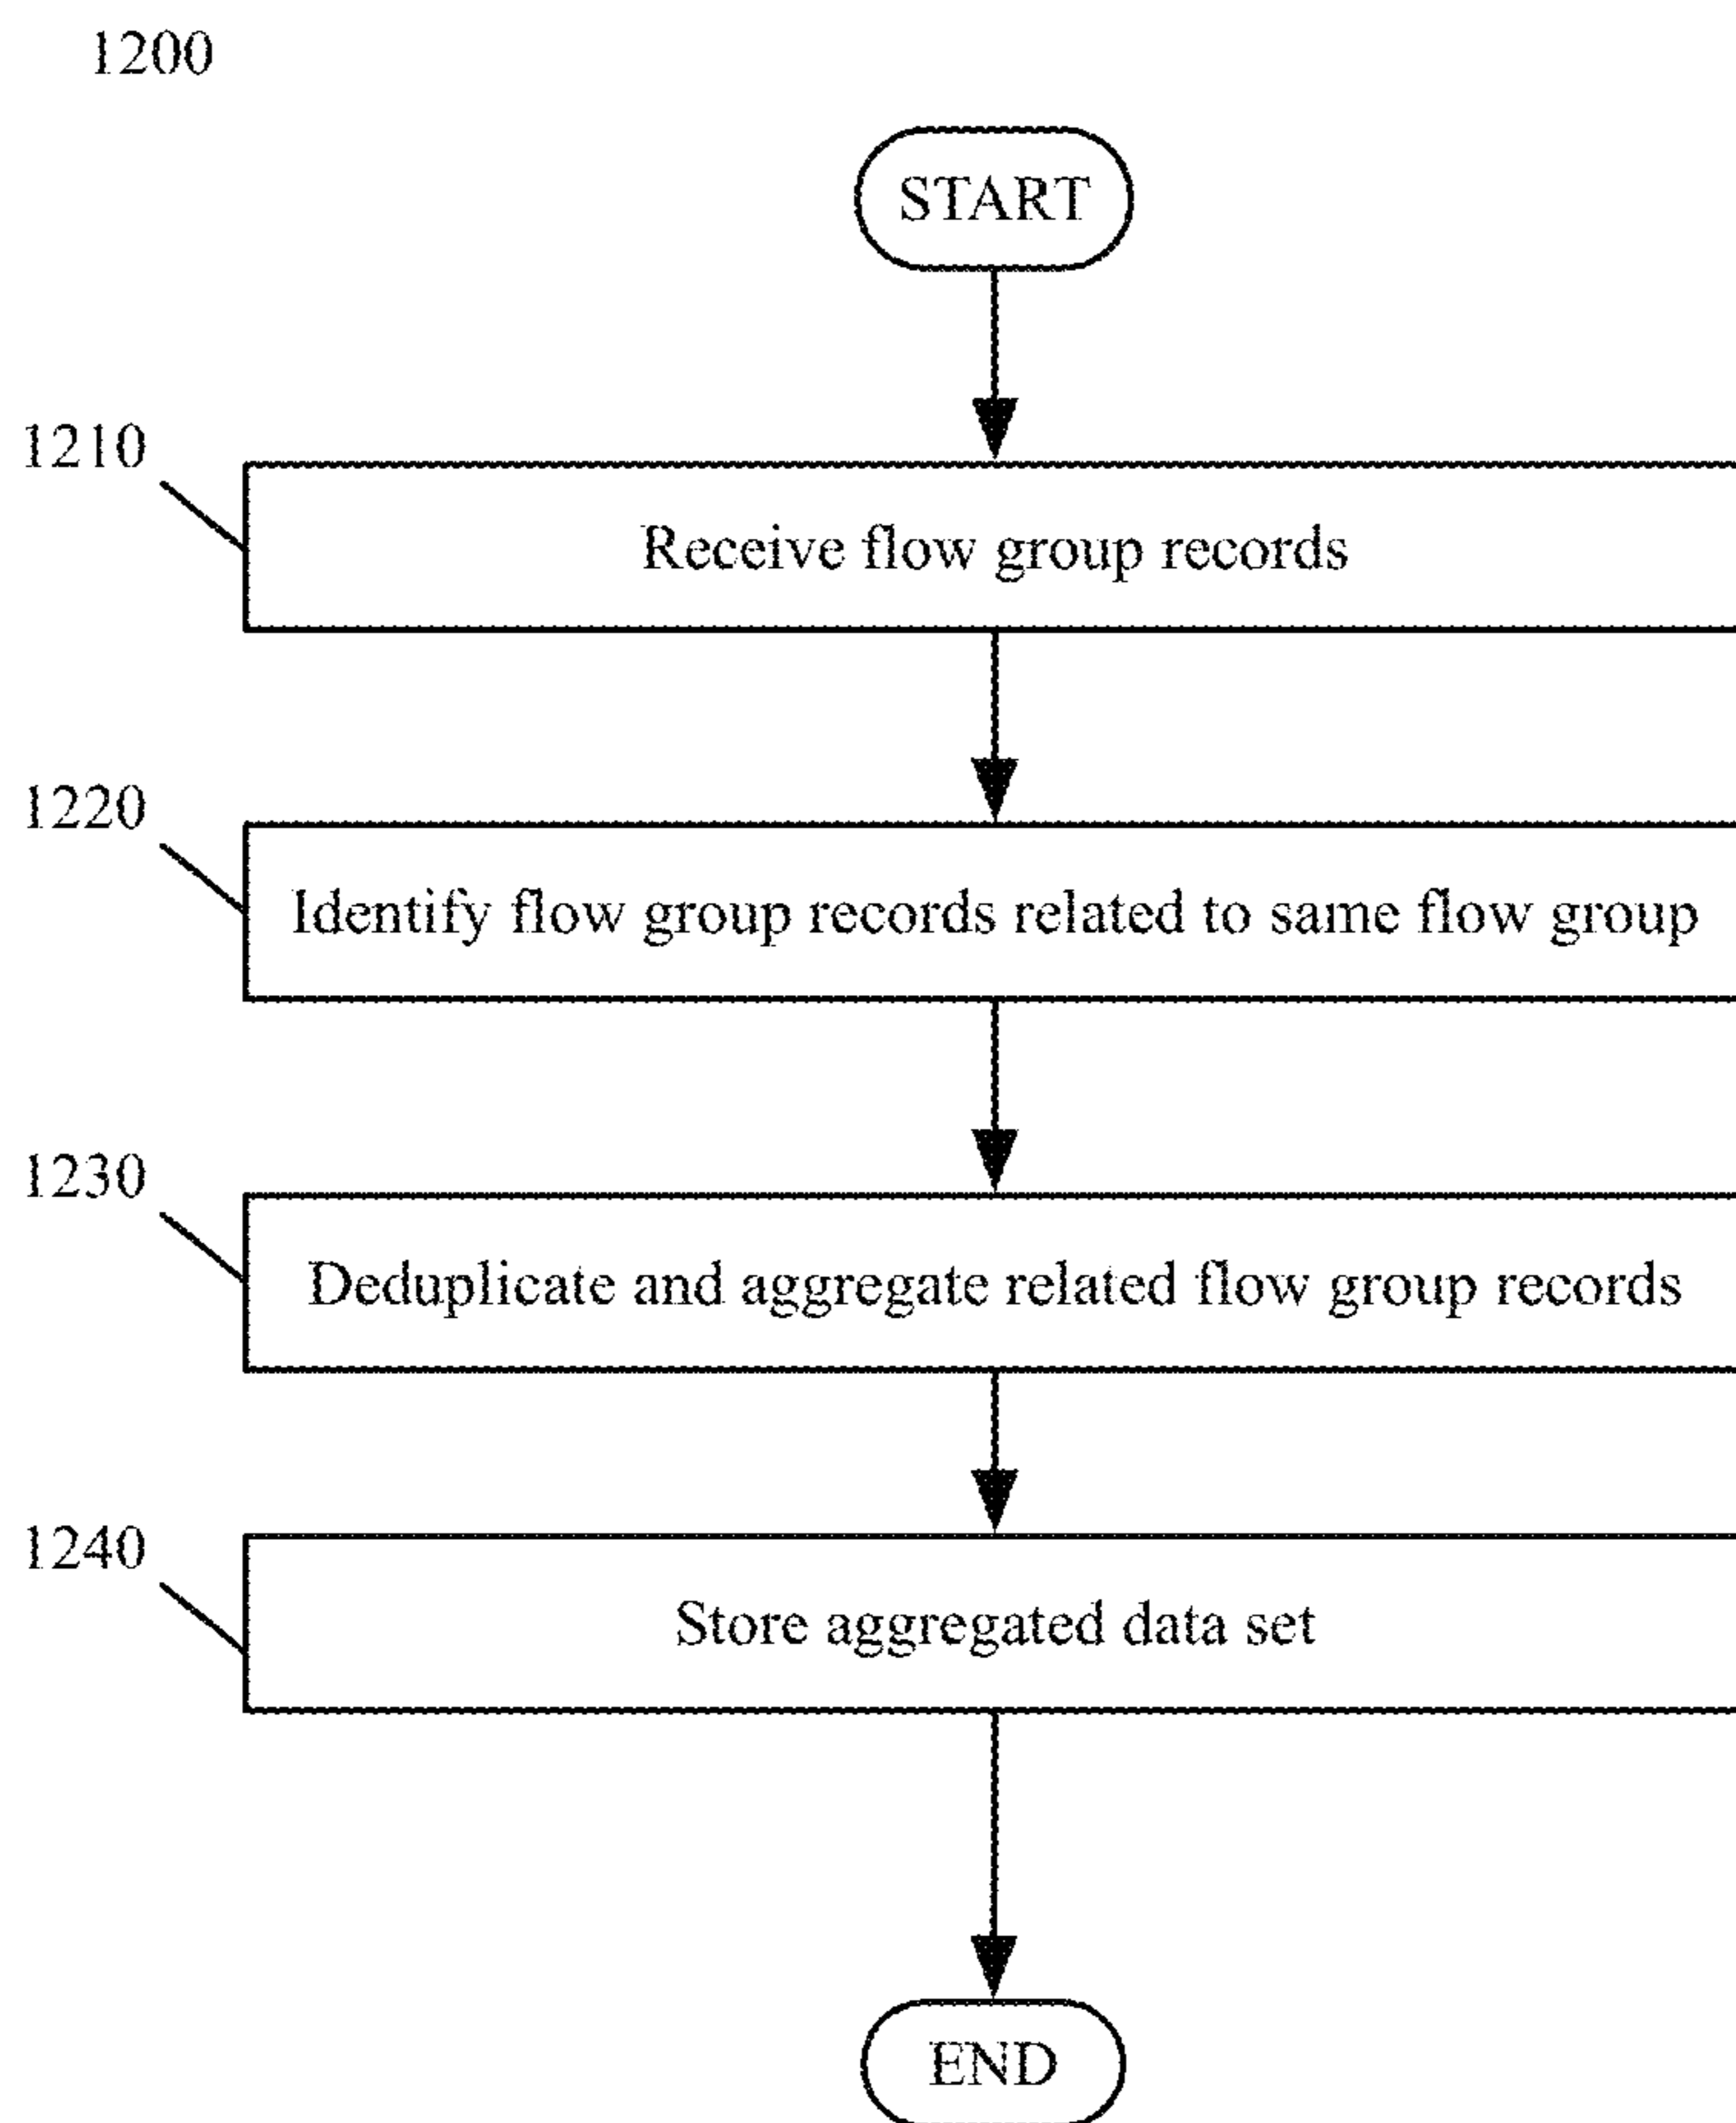 1200
START
1210
Receive flow group records
1220
Identify flow group records related to same flow group
1230
Deduplicate and aggregate related flow group records
1240
Store aggregated data set
END